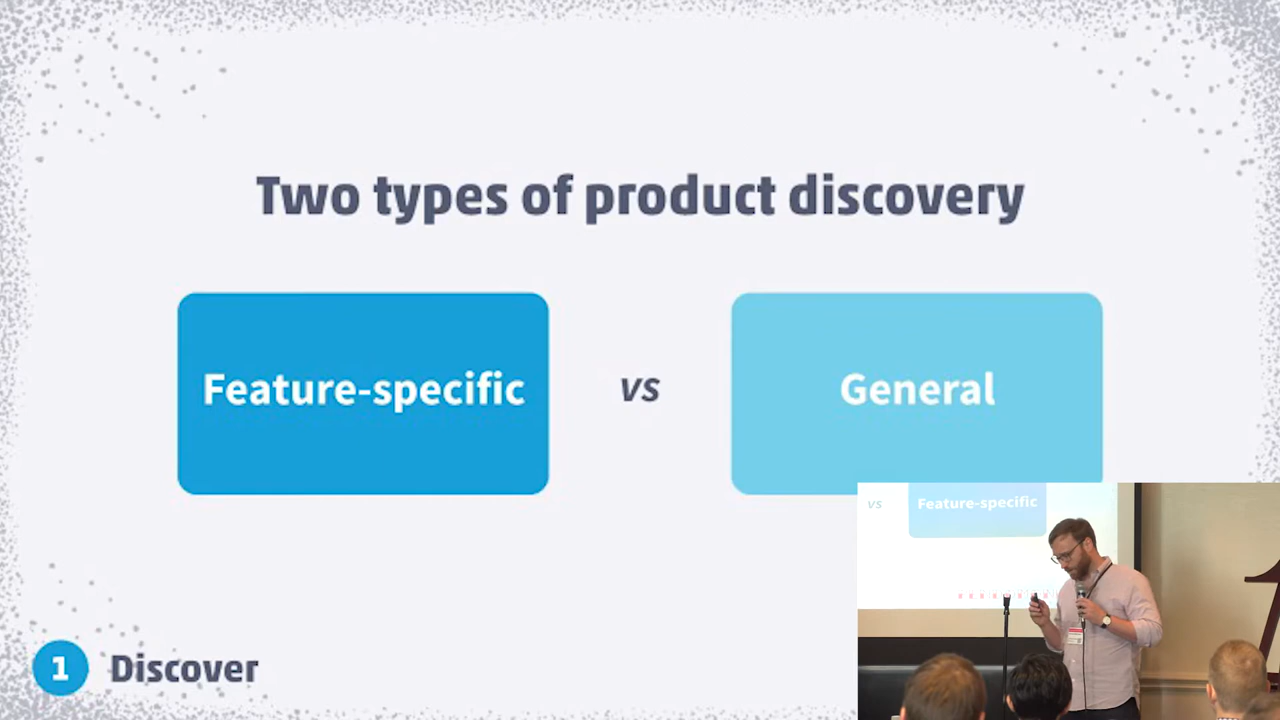 Two types of product discovery
Feature-specific
vs
General
vs
Feature-specific
1 Discover